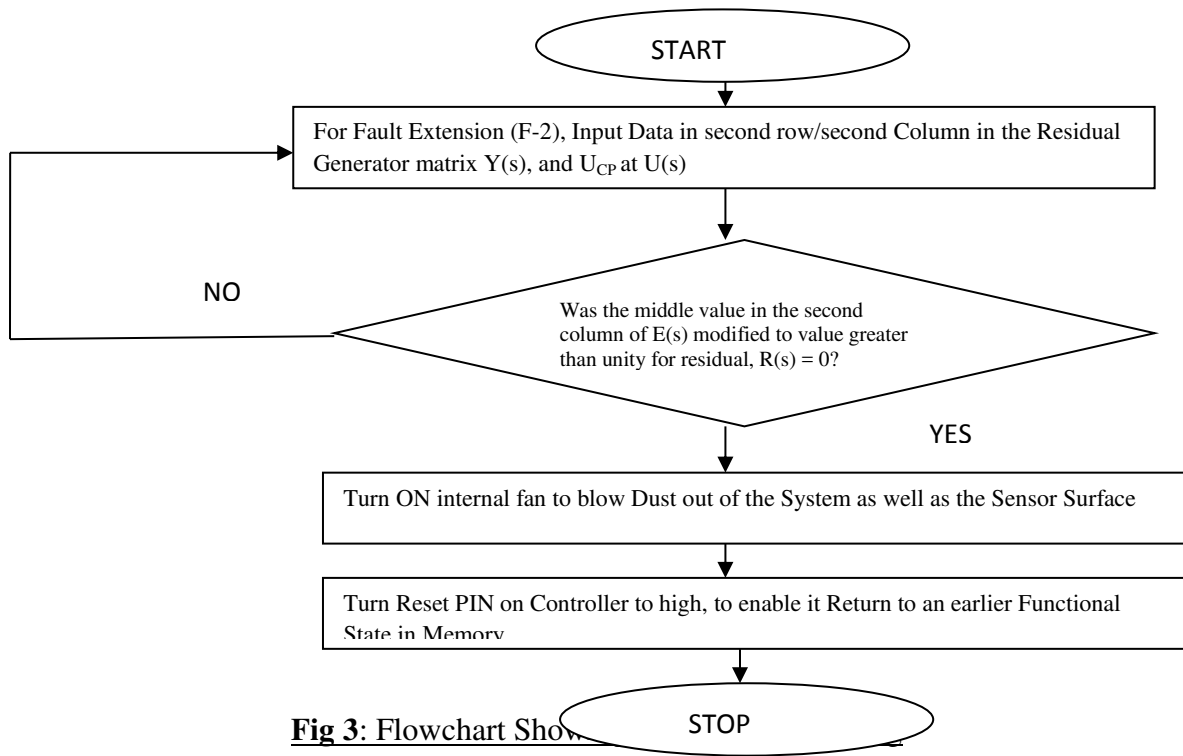 START
For Fault Extension (F-2), Input Data in second row/second Column in the Residual
Generator matrix Y(s), and U_CP at U(s)
NO
Was the middle value in the second
column of E(s) modified to value greater
than unity for residual, R(s) = 0?
YES
Turn ON internal fan to blow Dust out of the System as well as the Sensor Surface
Turn Reset PIN on Controller to high, to enable it Return to an earlier Functional
State in Memory
STOP
Fig 3: Flowchart Show